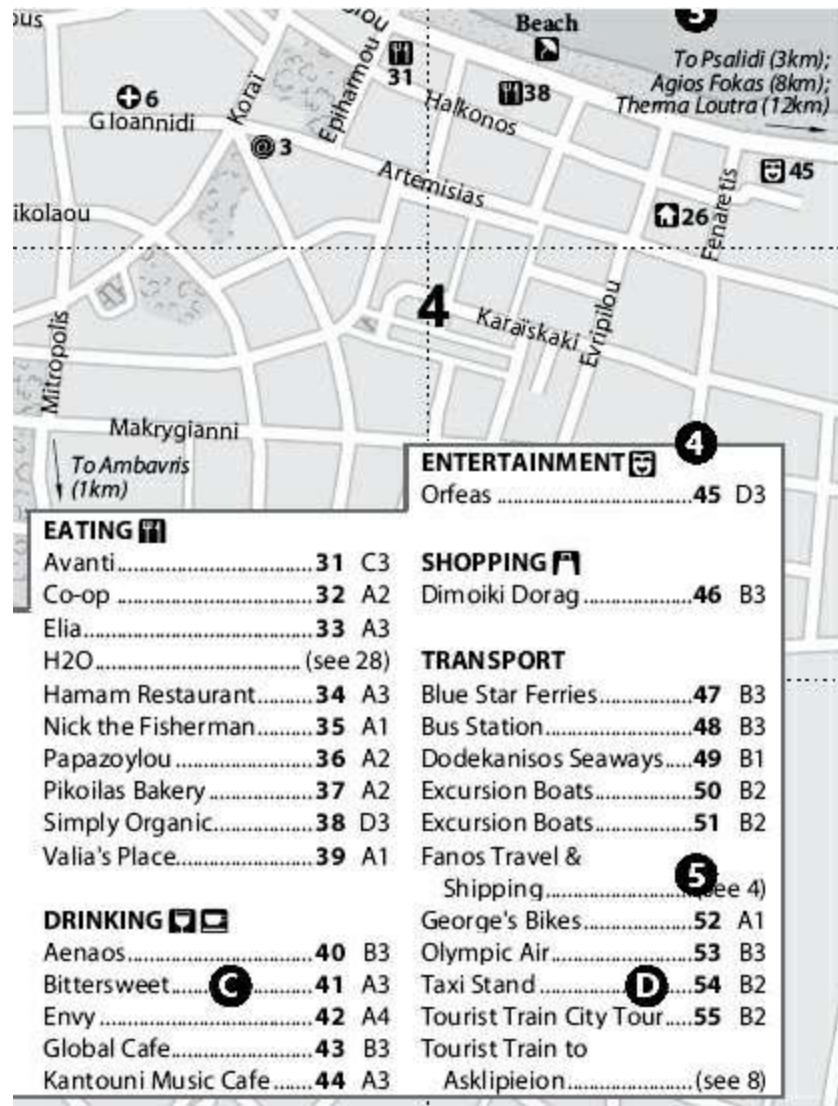 ous
Beach
3
To Psalidi (3km);
Agios Fokas (8km);
Therma Loutra (12km)
31
38
6
G Ioannidi
Koraï
Epiharmou
Halkonos
@ 3
Artemisias
45
26
Fenaretis
ikolaou
4
Karaïskaki
Evripilou
Mitropolis
Makrygianni
To Ambavris
(1km)
4
ENTERTAINMENT
Orfeas ..................................45 D3
EATING
Avanti..................................31 C3
Co-op ..................................32 A2
Elia........................................33 A3
H2O.................................... (see 28)
Hamam Restaurant..........34 A3
Nick the Fisherman..........35 A1
Papazoylou ........................36 A2
Pikoilas Bakery ..................37 A2
Simply Organic..................38 D3
Valia's Place........................39 A1
DRINKING
Aenaos.................................40 B3
Bittersweet..........................41 A3
C
Envy .....................................42 A4
Global Cafe.........................43 B3
Kantouni Music Cafe .......44 A3
SHOPPING
Dimoiki Dorag ...................46 B3
TRANSPORT
Blue Star Ferries.................47 B3
Bus Station..........................48 B3
Dodekanisos Seaways.....49 B1
Excursion Boats.................50 B2
Excursion Boats.................51 B2
Fanos Travel &
Shipping.......................... (see 4)
5
George's Bikes...................52 A1
Olympic Air.........................53 B3
Taxi Stand ..........................54 B2
D
Tourist Train City Tour.....55 B2
Tourist Train to
Asklipieion......................(see 8)